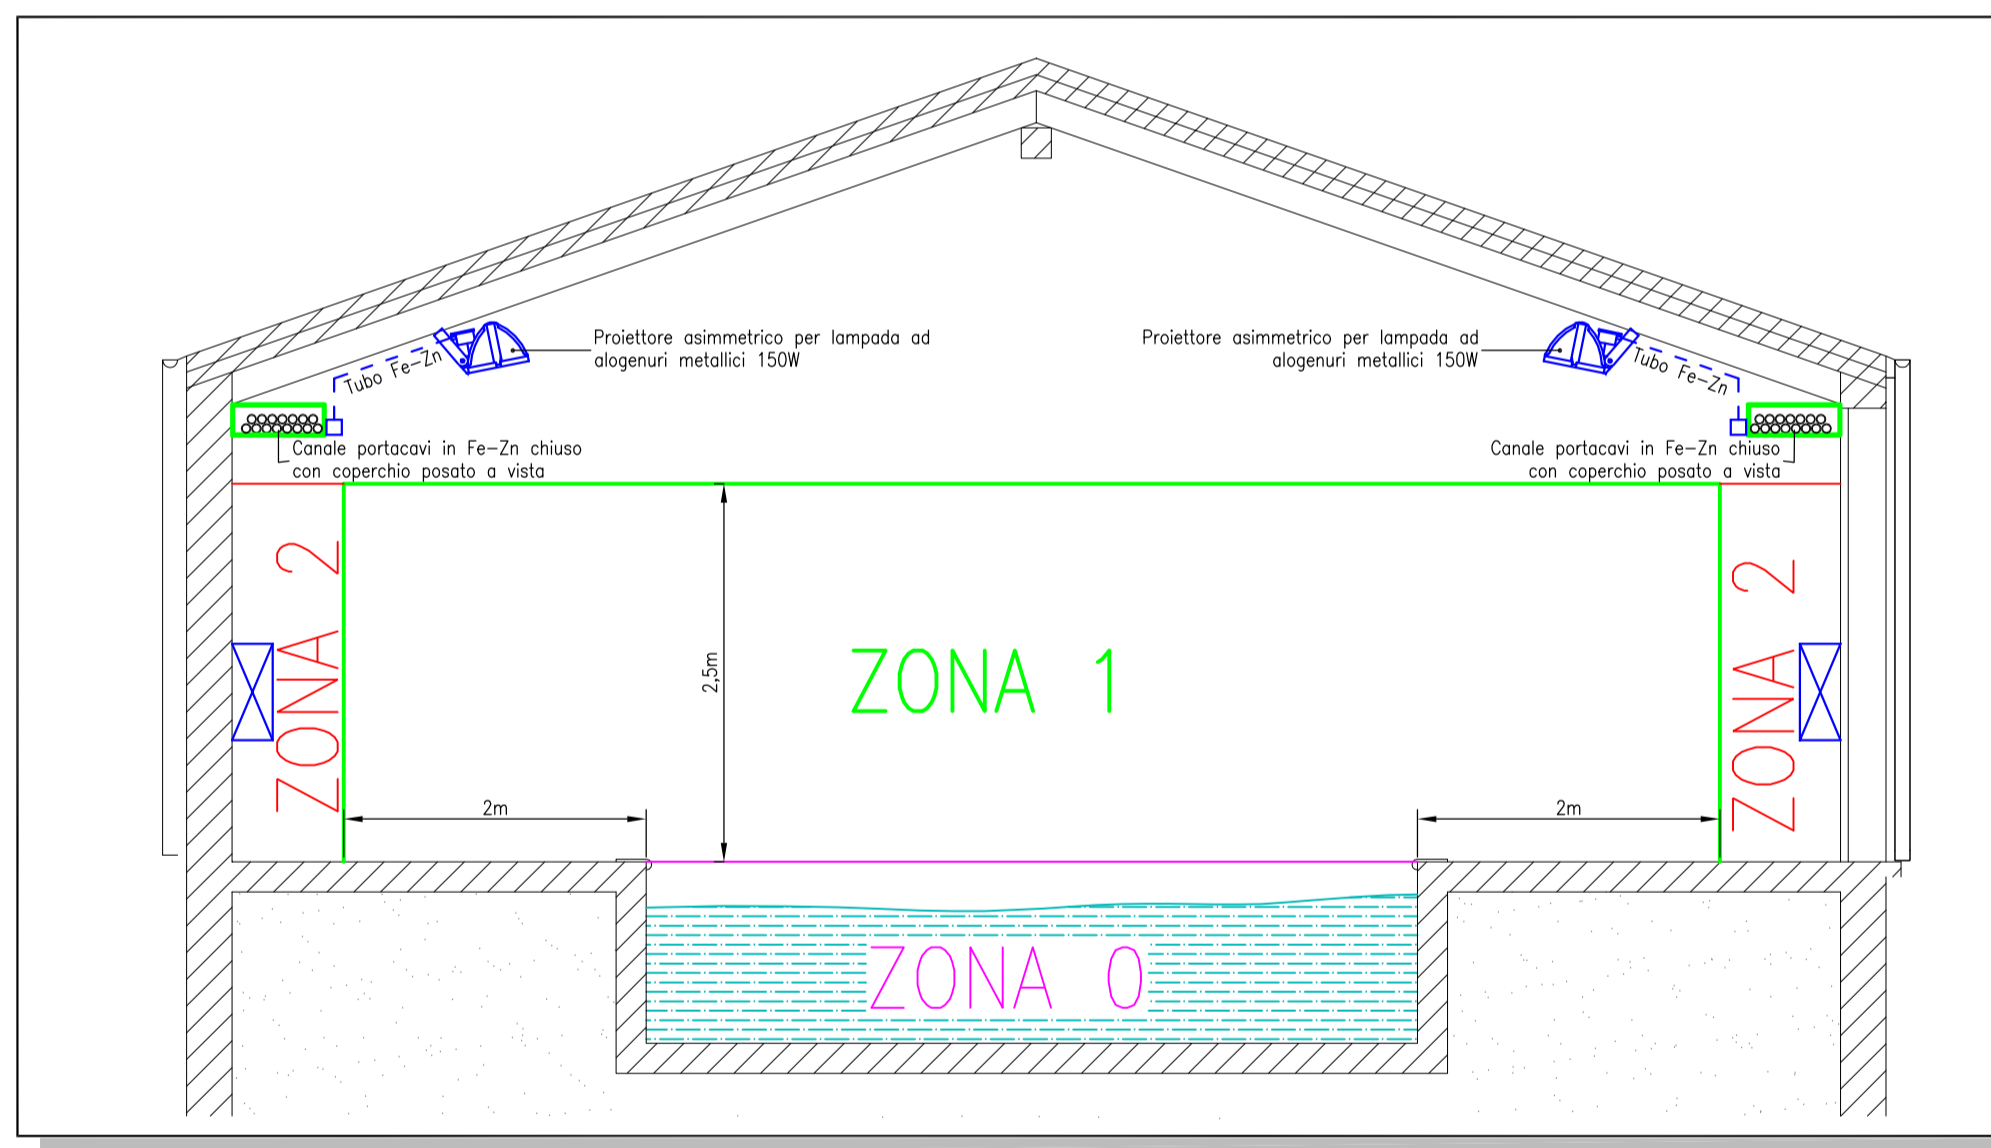 Proiettore asimmetrico per lampada ad
alogenuri metallici 150W
Proiettore asimmetrico per lampada ad
alogenuri metallici 150W
Tubo Fe-Zn
Tubo Fe-Zn
Canale portacavi in Fe-Zn chiuso
con coperchio posato a vista
Canale portacavi in Fe-Zn chiuso
con coperchio posato a vista
ZONA 2
2,5m
ZONA 1
ZONA 2
2m
2m
ZONA 0